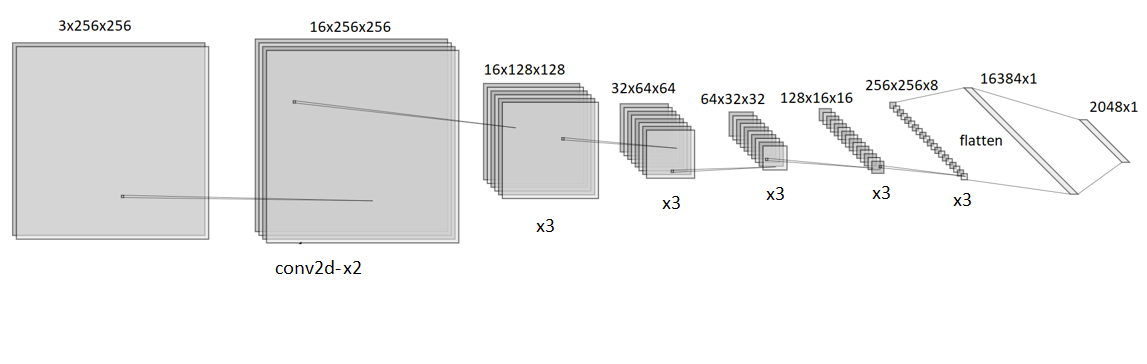 3x256x256
16x256x256
16x128x128
32x64x64
64x32x32
128x16x16
256x256x8
16384x1
2048x1
flatten
x3
x3
x3
x3
x3
conv2d-x2